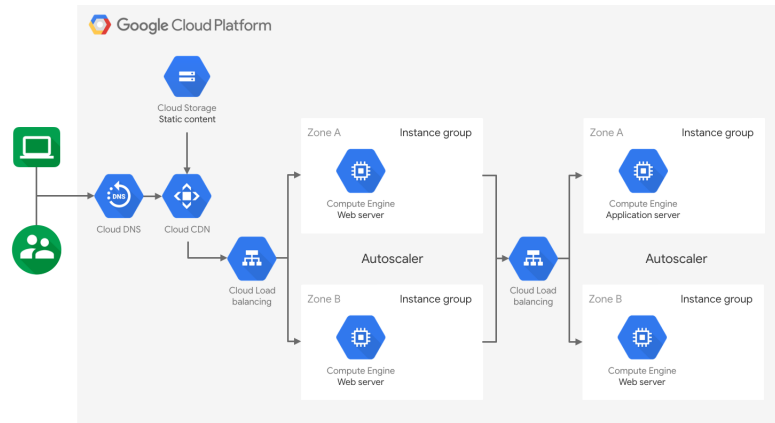 Google Cloud Platform
Cloud Storage
Static content
DNS
Cloud DNS
Cloud CDN
Cloud Load
balancing
Zone A
Instance group
Compute Engine
Web server
Autoscaler
Zone B
Instance group
Compute Engine
Web server
Cloud Load
balancing
Zone A
Instance group
Compute Engine
Application server
Autoscaler
Zone B
Instance group
Compute Engine
Web server